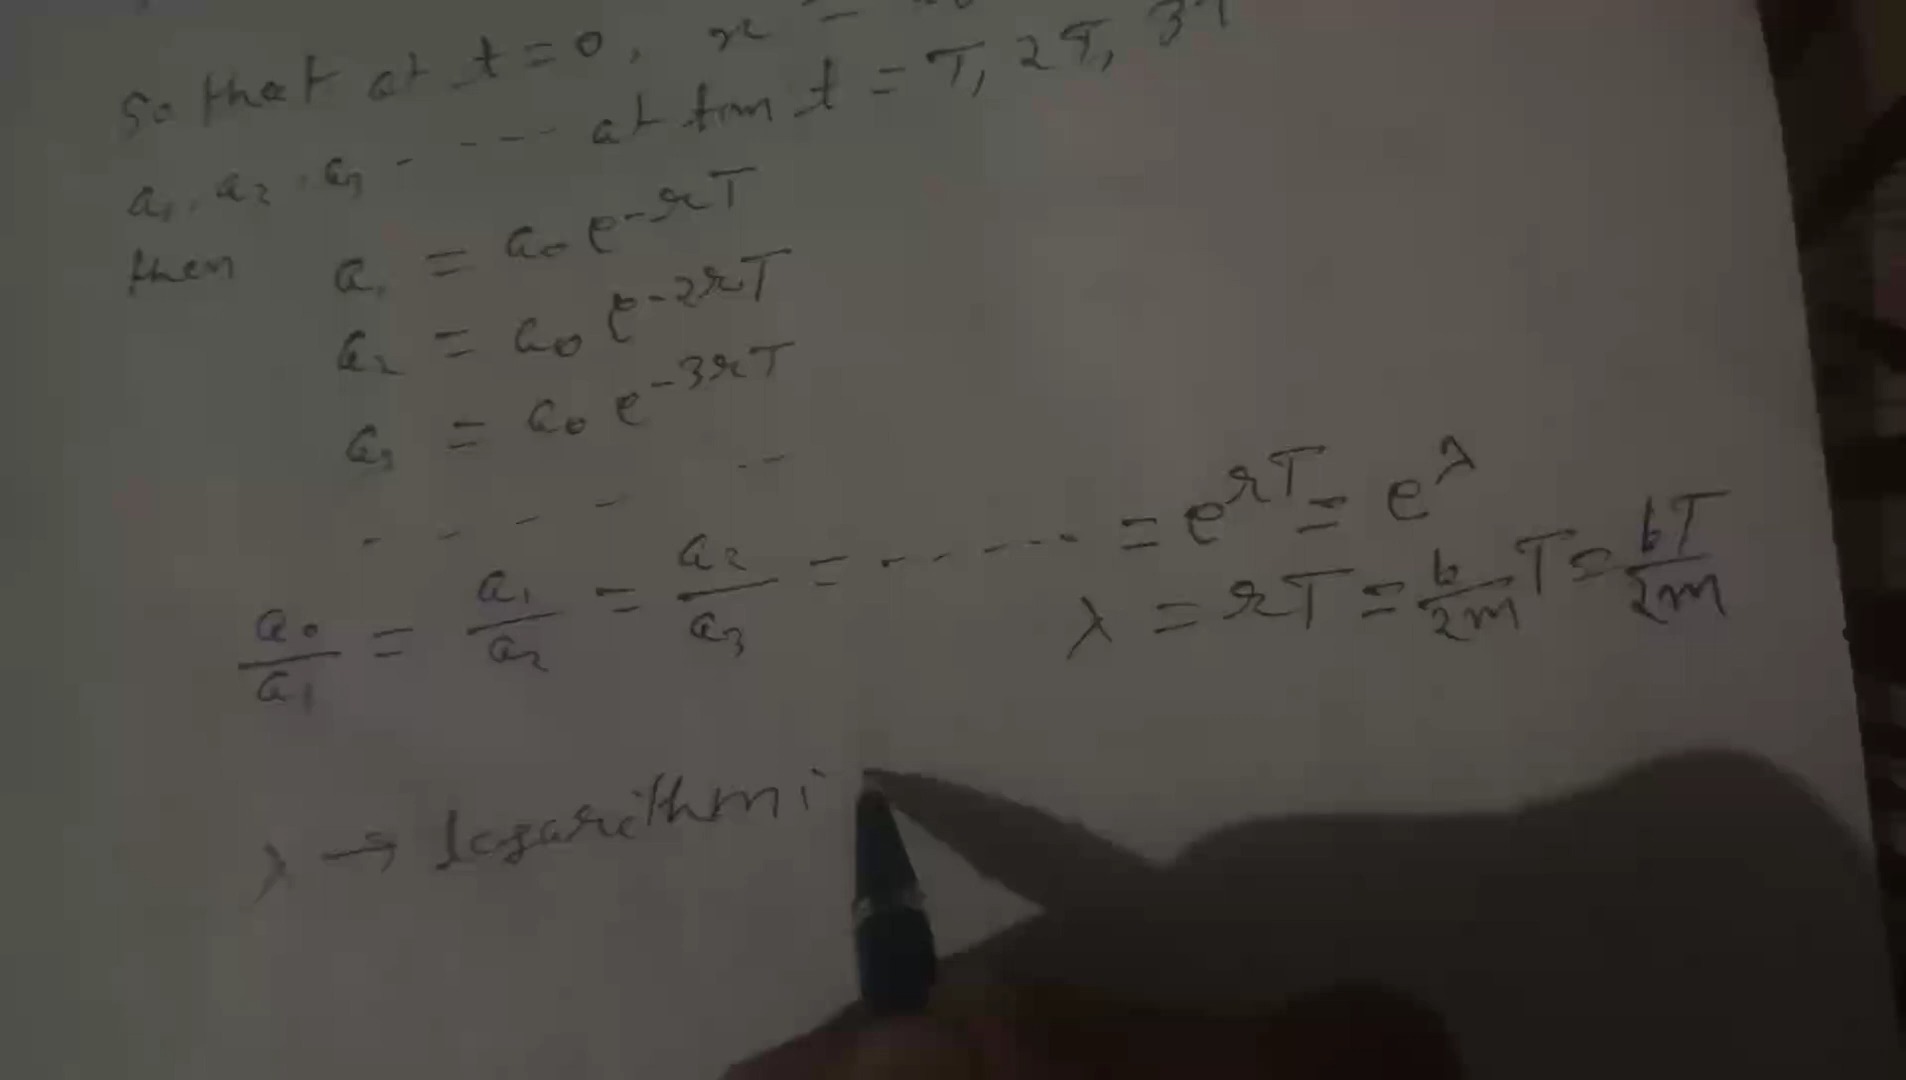 So that at t = 0, x =
a₁, a₂, a₃ - - - - at tim t = T, 2T, 3T
then a₁ = a₀ e^{-rT}
a₂ = a₀ e^{-2rT}
a₃ = a₀ e^{-3rT}
- - - - - -
a₀/a₁ = a₁/a₂ = a₂/a₃ = - - - - - - = e^{rT} = e^λ
λ = rT = b/2m T = bT/2m
λ → logarithmi